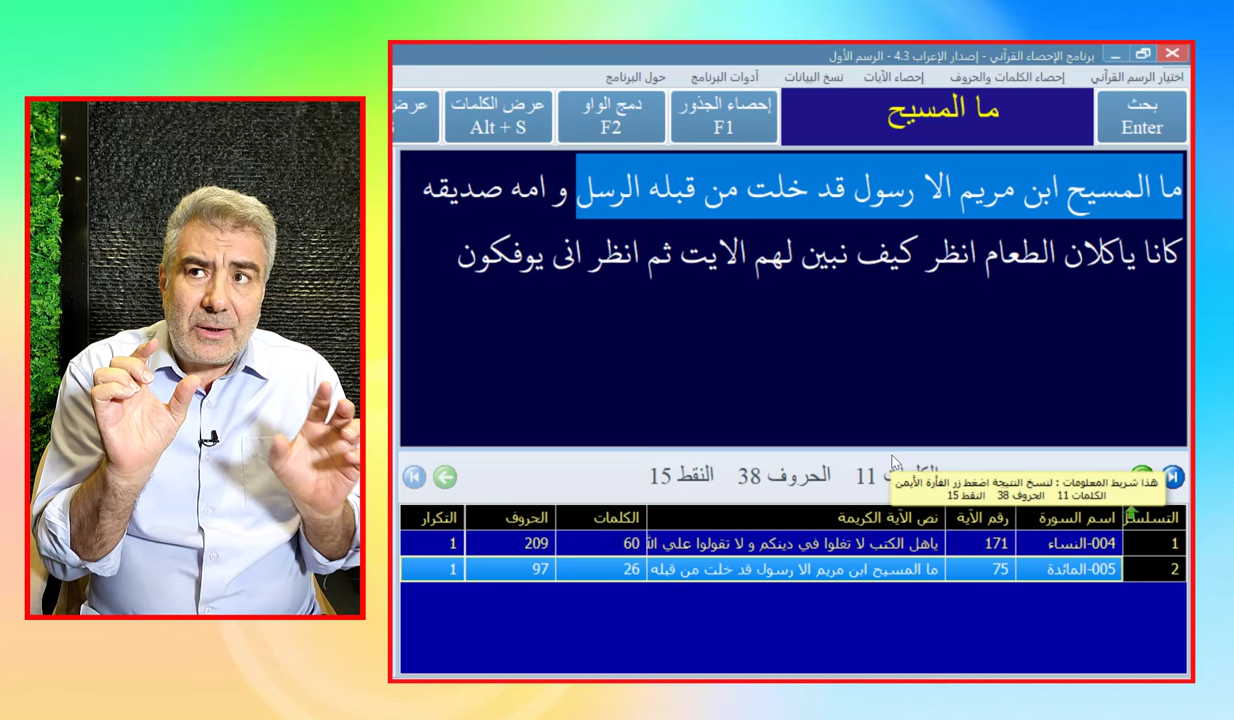 برنامج الإحصاء القرآني - إصدار الإعراب 4.3 - الرسم الأول
اختيار الرسم القرآني إحصاء الكلمات والحروف إحصاء الآيات نسخ البيانات أدوات البرنامج حول البرنامج
بحث
Enter
ما المسيح
إحصاء الجذور
F1
دمج الواو
F2
عرض الكلمات
Alt + S
عرض
ما المسيح ابن مريم الا رسول قد خلت من قبله الرسل و امه صديقه
كانا ياكلان الطعام انظر كيف نبين لهم الايت ثم انظر انى يوفكون
11 الحروف 38 النقط 15
هذا شريط المعلومات : لنسخ النتيجة اضغط زر الفأرة الأيمن
الكلمات 11 الحروف 38 النقط 15
التسلسل اسم السورة رقم الآية نص الآية الكريمة الكلمات الحروف التكرار
1 004-النساء 171 ياهل الكتب لا تغلوا في دينكم و لا تقولوا علي 60 209 1
2 005-المائدة 75 ما المسيح ابن مريم الا رسول قد خلت من قبله 26 97 1